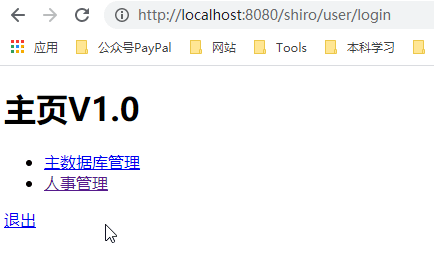 http://localhost:8080/shiro/user/login
应用 公众号PayPal 网站 Tools 本科学习
主页V1.0
主数据库管理
人事管理
退出